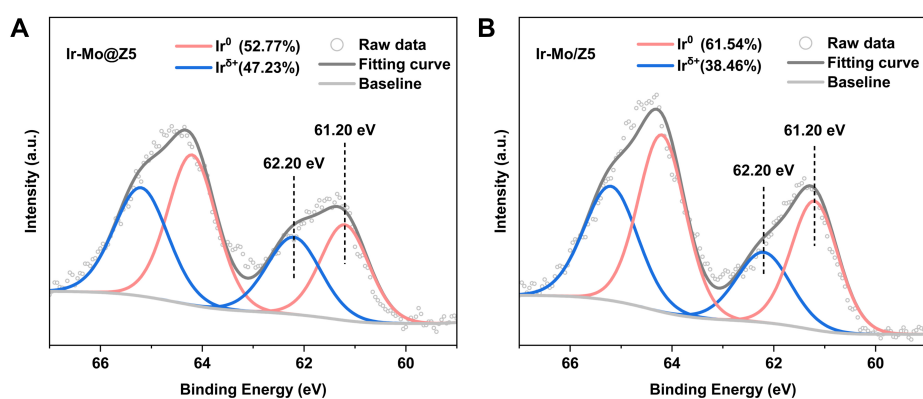 A
Ir-Mo@Z5
Ir⁰ (52.77%)
Irᵟ⁺(47.23%)
Raw data
Fitting curve
Baseline
61.20 eV
62.20 eV
Intensity (a.u.)
66
64
62
60
Binding Energy (eV)
B
Ir-Mo/Z5
Ir⁰ (61.54%)
Irᵟ⁺(38.46%)
Raw data
Fitting curve
Baseline
61.20 eV
62.20 eV
Intensity (a.u.)
66
64
62
60
Binding Energy (eV)